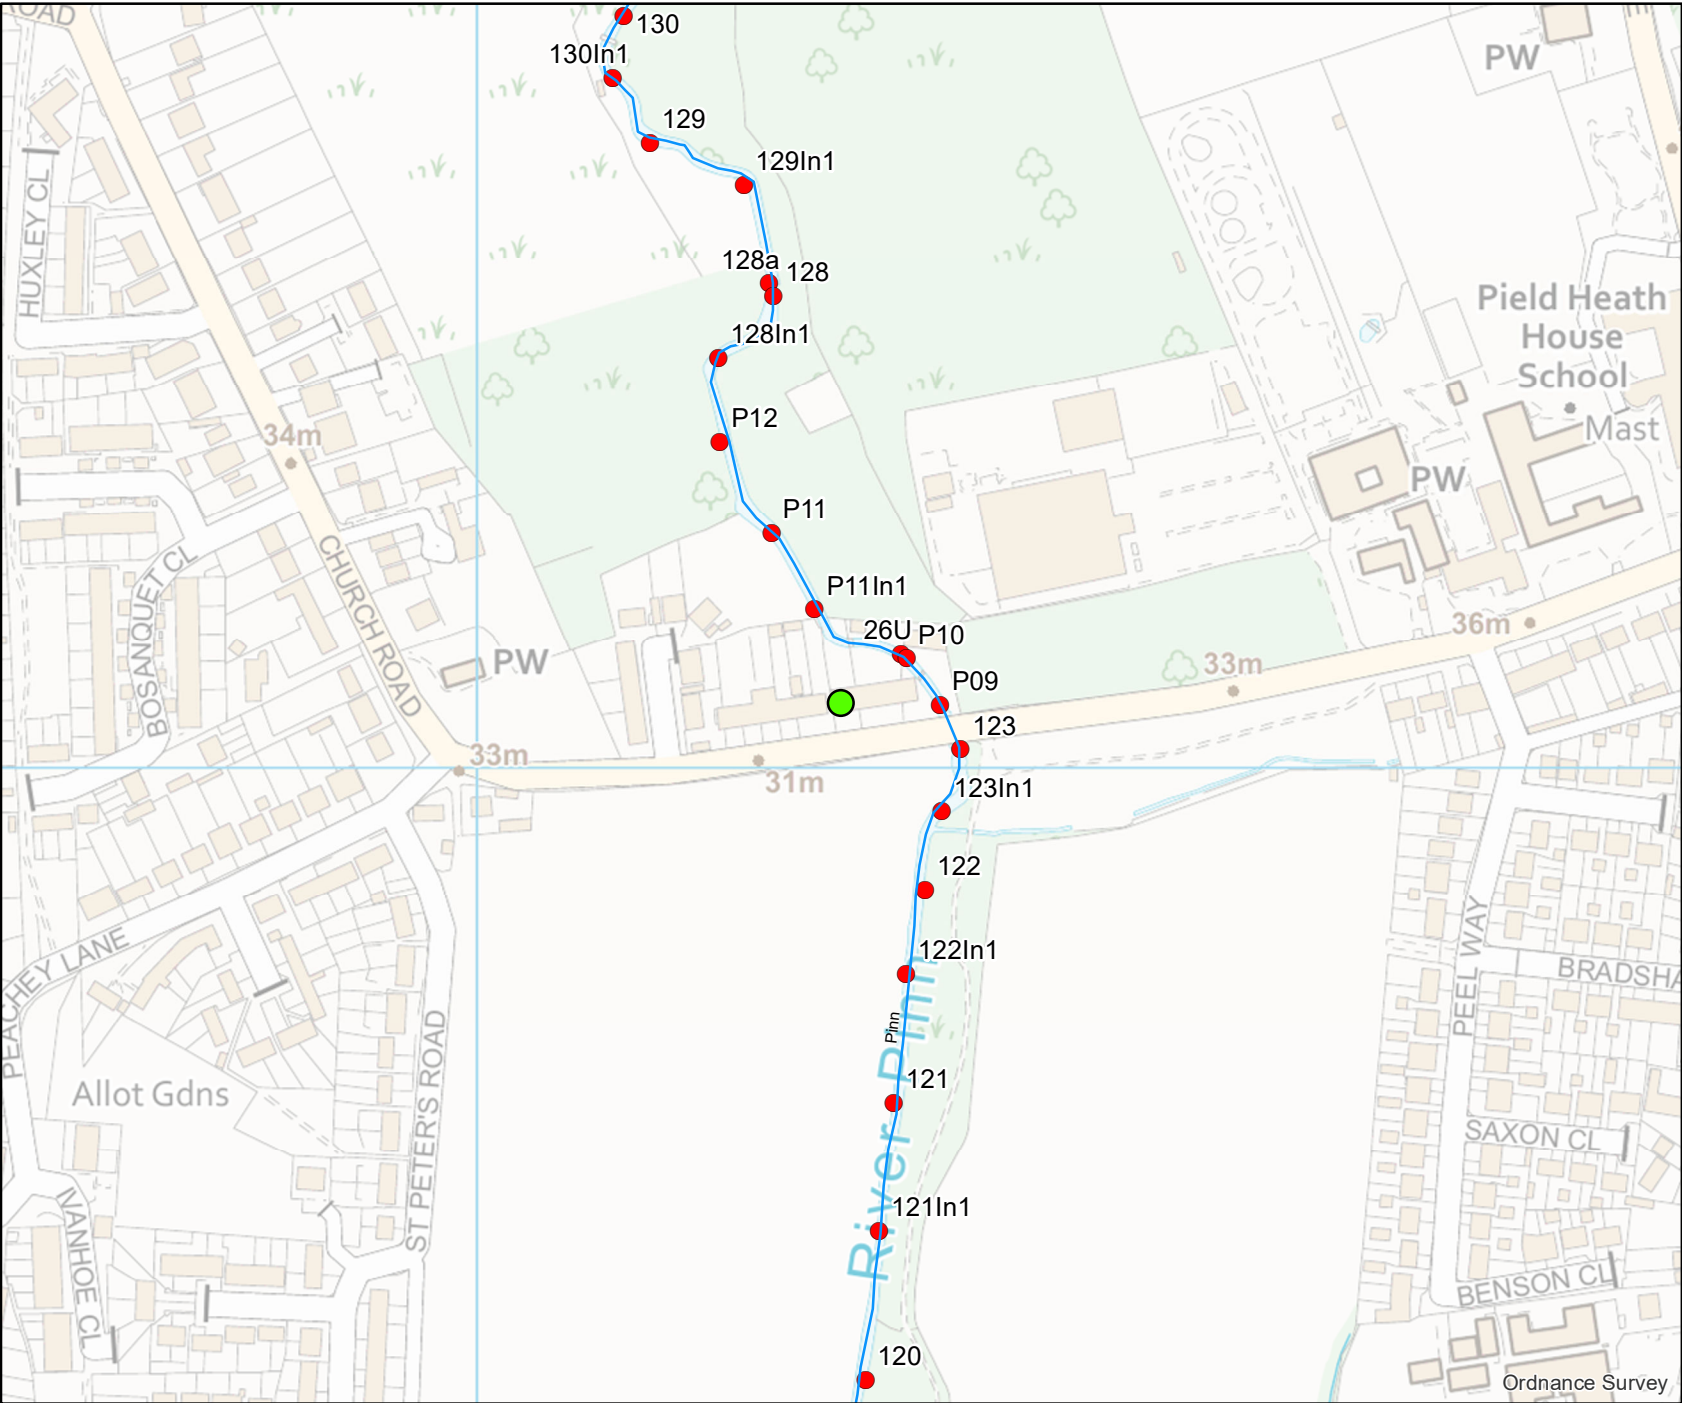 OAD
130
130In1
PW
129
129In1
HUXLEY CL
128a
128
Pield Heath
House
School
128In1
P12
34m
Mast
PW
P11
CHURCH ROAD
BOSANQUET CL
P11In1
26U
P10
36m
PW
33m
P09
123
33m
31m
123In1
122
PEEL WAY
122In1
PEACHEY LANE
BRADSHA
Pinn
River Pinn
121
Allot Gdns
ST PETER'S ROAD
SAXON CL
121In1
IVANHOE CL
BENSON CL
120
Ordnance Survey